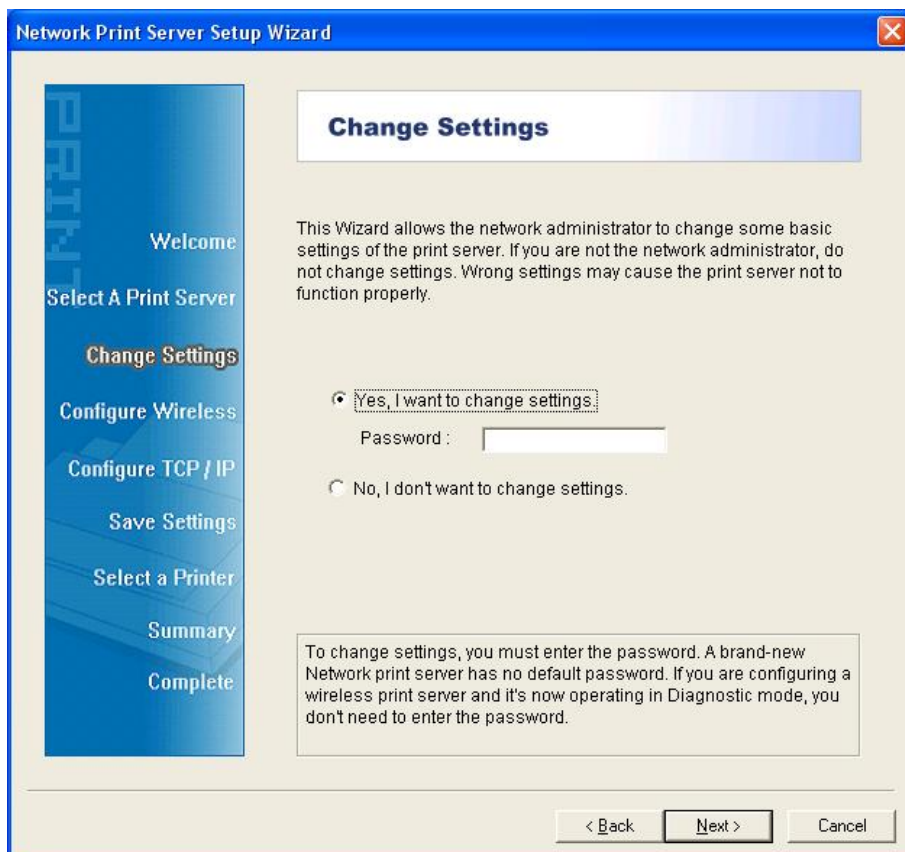 Network Print Server Setup Wizard
PRINT
Welcome
Select A Print Server
Change Settings
Configure Wireless
Configure TCP / IP
Save Settings
Select a Printer
Summary
Complete
Change Settings
This Wizard allows the network administrator to change some basic
settings of the print server. If you are not the network administrator, do
not change settings. Wrong settings may cause the print server not to
function properly.
Yes, I want to change settings.
Password :
No, I don't want to change settings.
To change settings, you must enter the password. A brand-new
Network print server has no default password. If you are configuring a
wireless print server and it's now operating in Diagnostic mode, you
don't need to enter the password.
< Back
Next >
Cancel